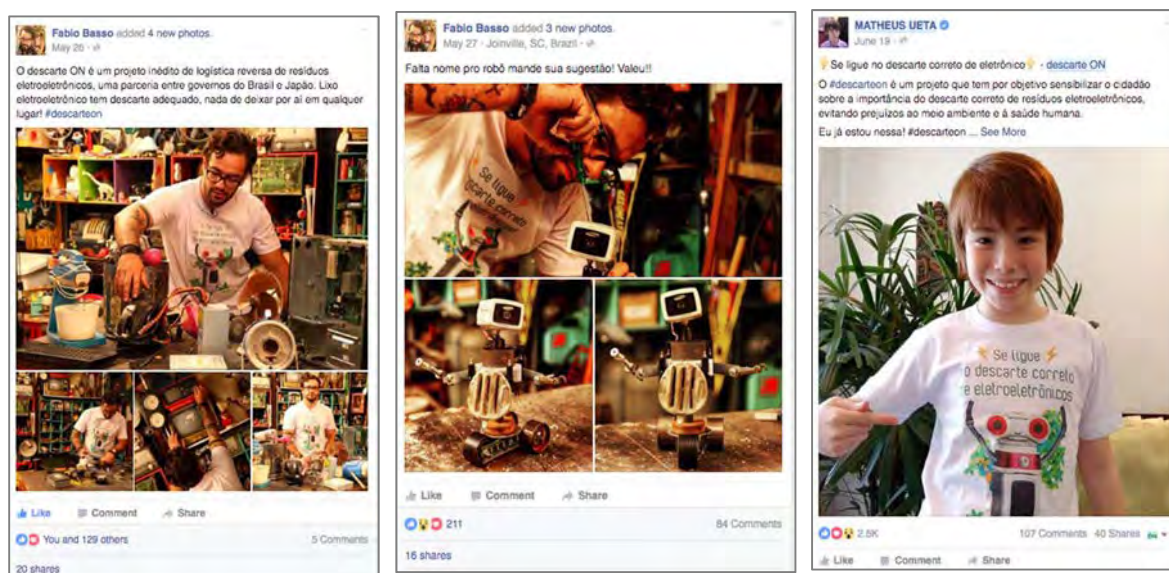 Fabio Basso added 4 new photos.
May 26 ·
O descarte ON é um projeto inédito de logística reversa de resíduos
eletroeletrônicos, uma parceria entre governos do Brasil e Japão. Lixo
eletroeletrônico tem descarte adequado, nada de deixar por aí em qualquer
lugar! #descarteon
Se ligue
Like Comment Share
You and 129 others 5 Comments
20 shares
Fabio Basso added 3 new photos.
May 27 · Joinville, SC, Brazil ·
Falta nome pro robô mande sua sugestão! Valeu!!
Se ligue
scarte correto
Like Comment Share
211 84 Comments
16 shares
MATHEUS UETA
June 19 ·
Se ligue no descarte correto de eletrônico - descarte ON
O #descarteon é um projeto que tem por objetivo sensibilizar o cidadão
sobre a importância do descarte correto de resíduos eletroeletrônicos,
evitando prejuízos ao meio ambiente e à saúde humana.
Eu já estou nessa! #descarteon ... See More
Se ligue
o descarte correto
e eletroeletrônicos
2.5K 107 Comments 40 Shares
Like Comment Share